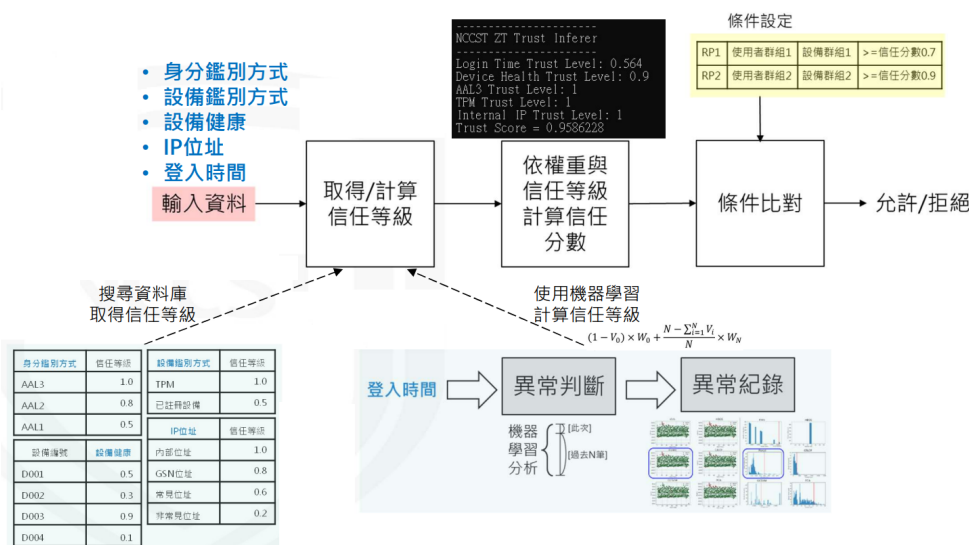 條件設定
RP1 使用者群組1 設備群組1 >=信任分數0.7
RP2 使用者群組2 設備群組2 >=信任分數0.9
--------------------
NCCST ZT Trust Inferer
--------------------
Login Time Trust Level: 0.564
Device Health Trust Level: 0.9
AAL3 Trust Level: 1
TPM Trust Level: 1
Internal IP Trust Level: 1
Trust Score = 0.9586228
• 身分鑑別方式
• 設備鑑別方式
• 設備健康
• IP位址
• 登入時間
輸入資料
取得/計算
信任等級
依權重與
信任等級
計算信任
分數
條件比對
允許/拒絕
搜尋資料庫
取得信任等級
使用機器學習
計算信任等級
(1 − V₀) × W₀ + (N − ∑ᵢ₌₁ᴺ Vᵢ)/N × W_N
身分鑑別方式 信任等級
AAL3 1.0
AAL2 0.8
AAL1 0.5
設備編號 設備健康
D001 0.5
D002 0.3
D003 0.9
D004 0.1
設備鑑別方式 信任等級
TPM 1.0
已註冊設備 0.5
IP位址 信任等級
內部位址 1.0
GSN位址 0.8
常見位址 0.6
非常見位址 0.2
登入時間
異常判斷
異常紀錄
機器
學習
分析
[此次]
[過去N筆]